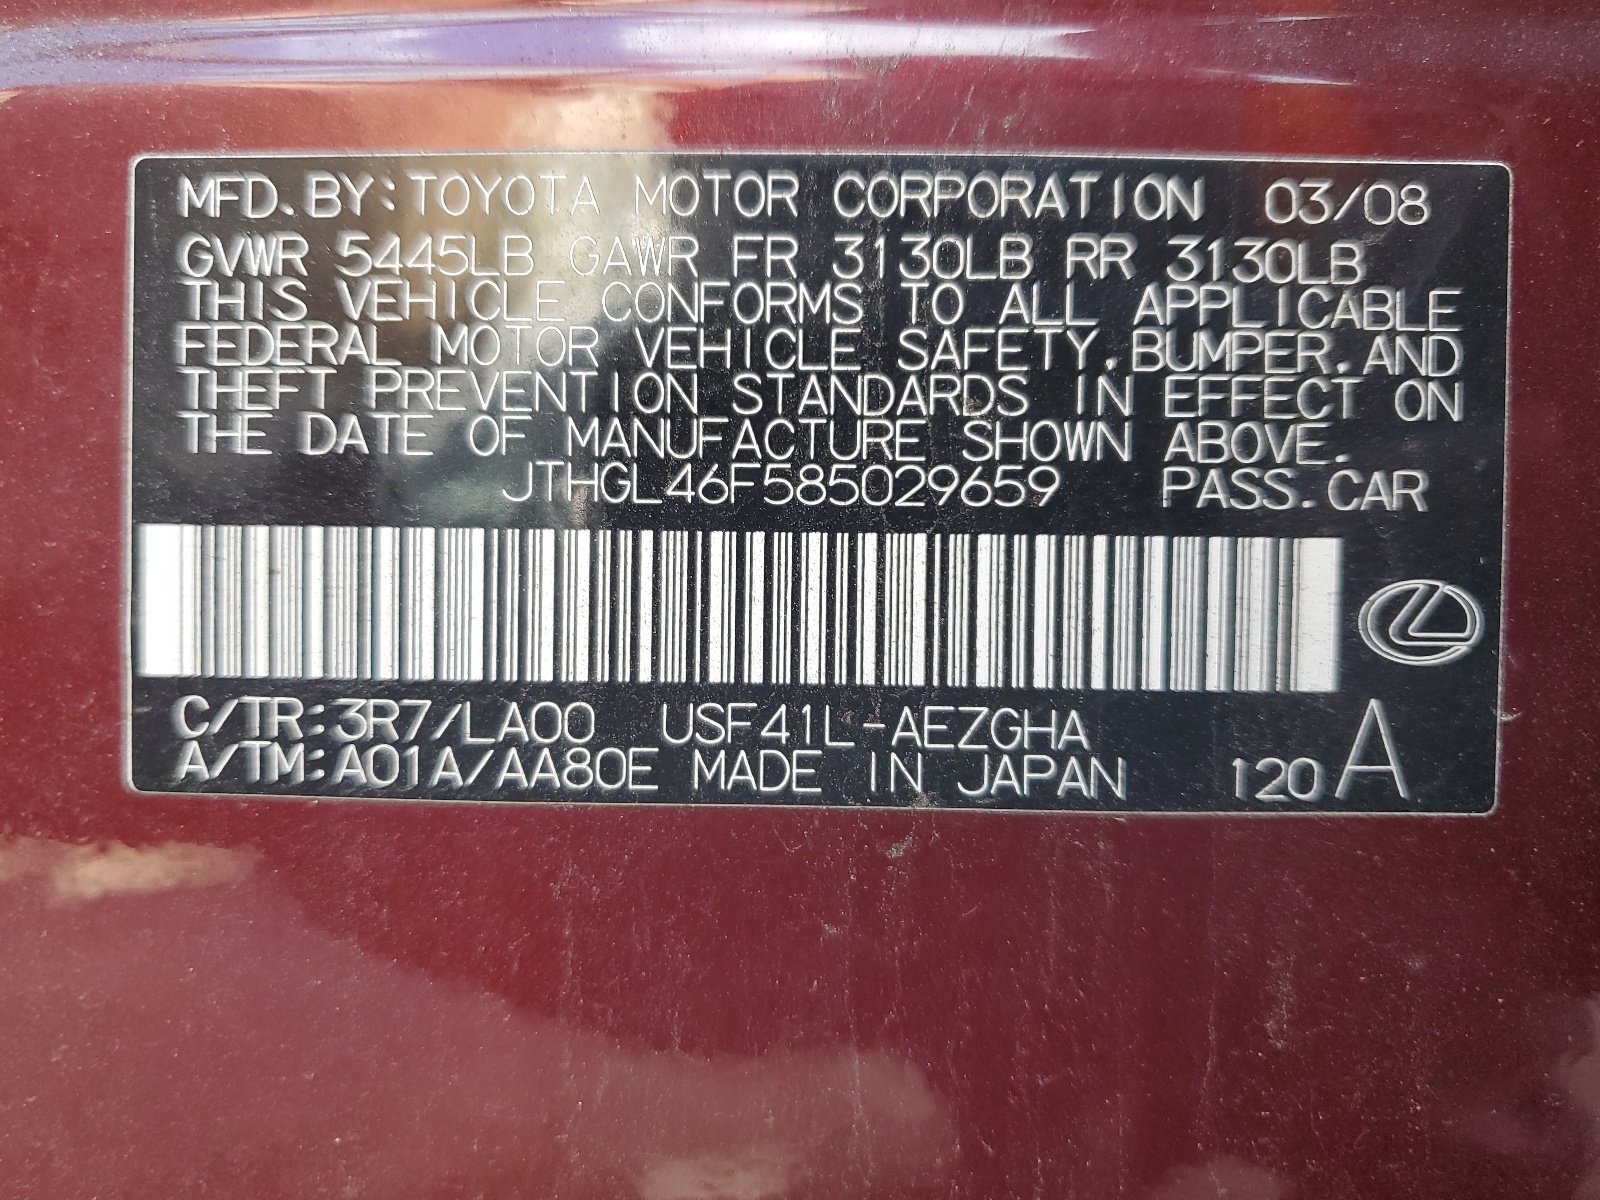 MFD. BY: TOYOTA MOTOR CORPORATION 03/08
GVWR 5445LB GAWR FR 3130LB RR 3130LB
THIS VEHICLE CONFORMS TO ALL APPLICABLE
FEDERAL MOTOR VEHICLE SAFETY, BUMPER, AND
THEFT PREVENTION STANDARDS IN EFFECT ON
THE DATE OF MANUFACTURE SHOWN ABOVE.
JTHGL46F585029659 PASS. CAR
C/TR: 3R7/LA00 USF41L-AEZGHA
A/TM: A01A/AA80E MADE IN JAPAN 120 A